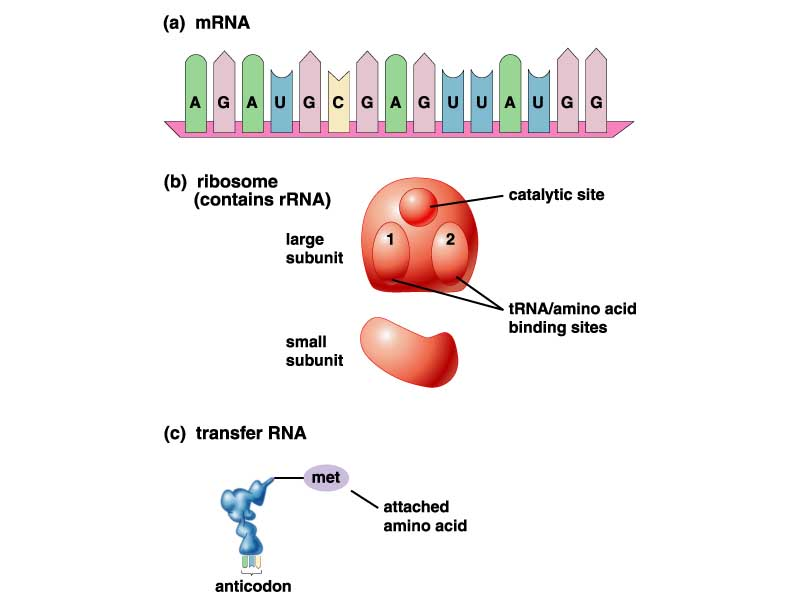 (a) mRNA
A G A U G C G A G U U A U G G
(b) ribosome
(contains rRNA)
catalytic site
large
subunit
1 2
tRNA/amino acid
binding sites
small
subunit
(c) transfer RNA
met
attached
amino acid
anticodon